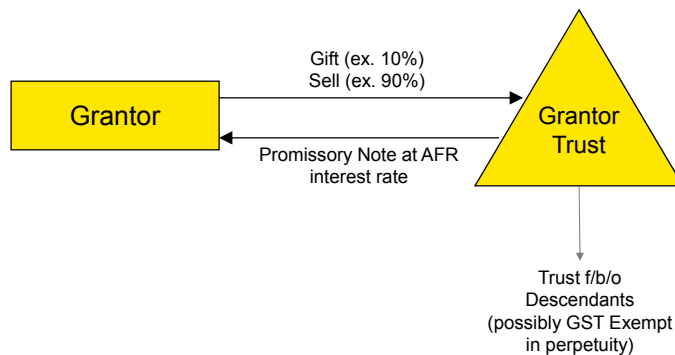 Gift (ex. 10%)
Sell (ex. 90%)
Grantor
Grantor
Trust
Promissory Note at AFR
interest rate
Trust f/b/o
Descendants
(possibly GST Exempt
in perpetuity)